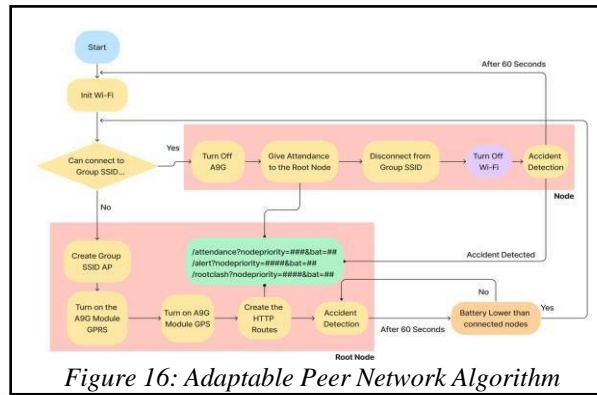 Start
After 60 Seconds
Init Wi-Fi
Can connect to
Group SSID...
Yes
Turn Off
A9G
Give Attendance
to the Root Node
Disconnect from
Group SSID
Turn Off
Wi-Fi
Accident
Detection
Node
No
Create Group
SSID AP
/attendance?nodepriority=###&bat=##
/alert?nodepriority=####&bat=##
/rootclash?nodepriority=####&bat=##
Accident Detected
Turn on the
A9G Module
GPRS
Turn on A9G
Module GPS
Create the
HTTP
Routes
Accident
Detection
After 60 Seconds
No
Battery Lower than
connected nodes
Yes
Root Node
Figure 16: Adaptable Peer Network Algorithm